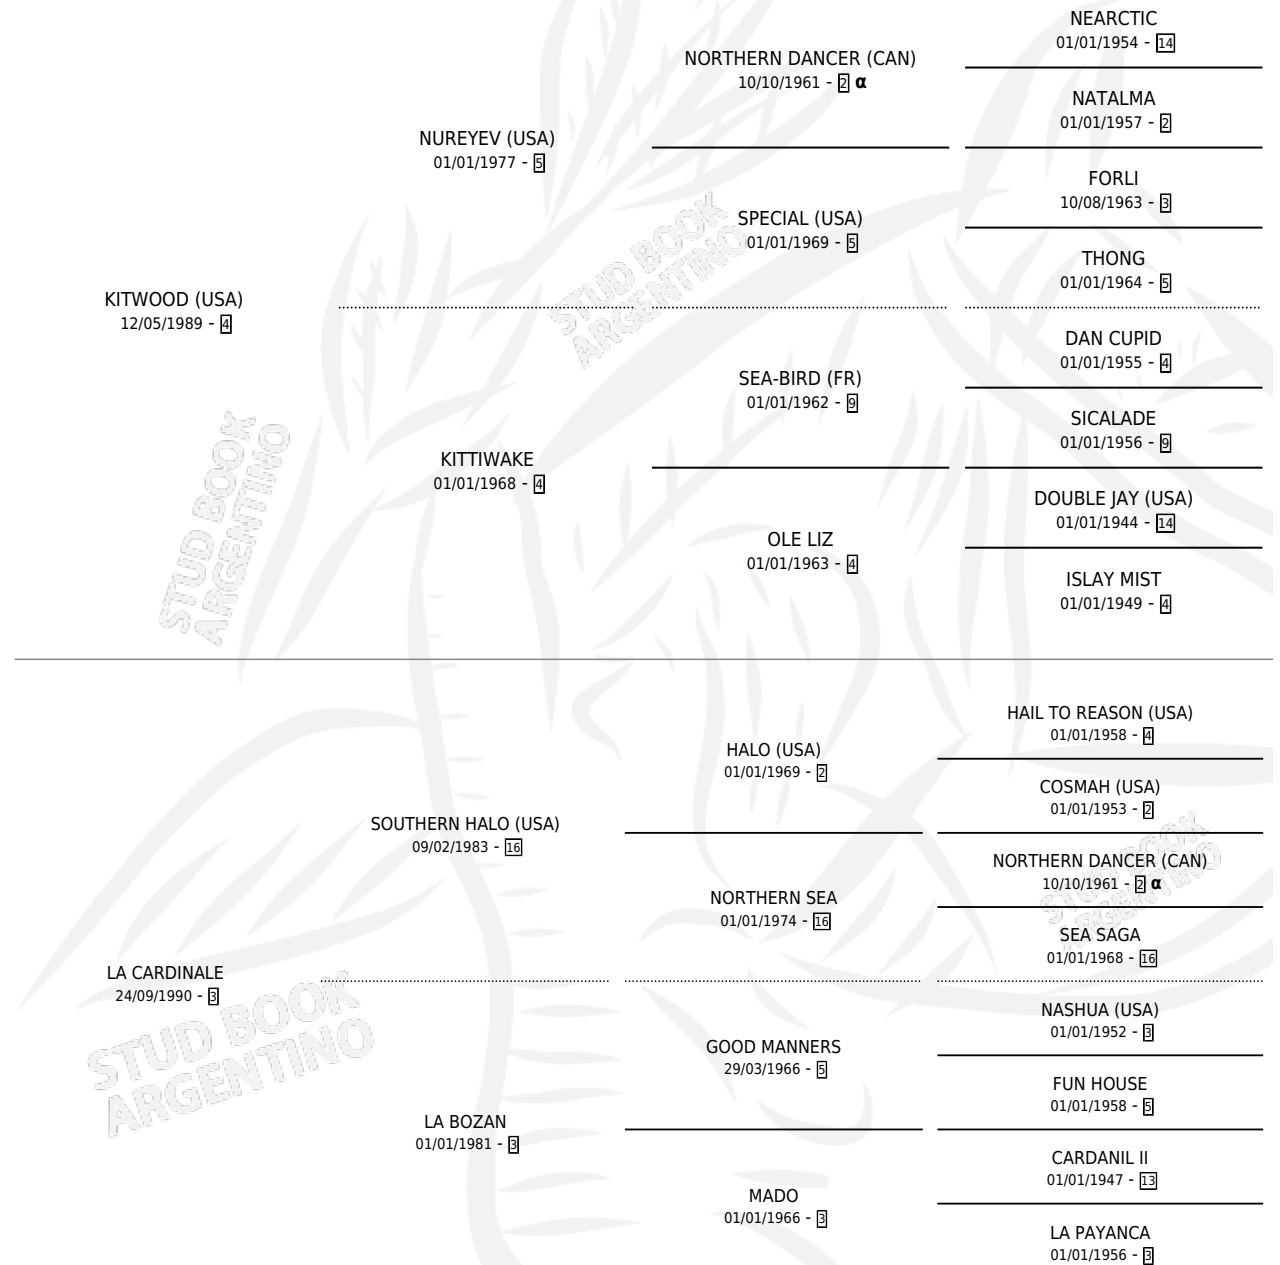 NEARCTIC
01/01/1954 - 14
NORTHERN DANCER (CAN)
10/10/1961 - 2 α
NATALMA
01/01/1957 - 2
NUREYEV (USA)
01/01/1977 - 5
FORLI
10/08/1963 - 3
SPECIAL (USA)
01/01/1969 - 5
THONG
01/01/1964 - 5
KITWOOD (USA)
12/05/1989 - 4
DAN CUPID
01/01/1955 - 4
SEA-BIRD (FR)
01/01/1962 - 9
SICALADE
01/01/1956 - 9
KITTIWAKE
01/01/1968 - 4
DOUBLE JAY (USA)
01/01/1944 - 14
OLE LIZ
01/01/1963 - 4
ISLAY MIST
01/01/1949 - 4
HAIL TO REASON (USA)
01/01/1958 - 4
HALO (USA)
01/01/1969 - 2
COSMAH (USA)
01/01/1953 - 2
SOUTHERN HALO (USA)
09/02/1983 - 16
NORTHERN DANCER (CAN)
10/10/1961 - 2 α
NORTHERN SEA
01/01/1974 - 16
SEA SAGA
01/01/1968 - 16
LA CARDINALE
24/09/1990 - 3
NASHUA (USA)
01/01/1952 - 3
GOOD MANNERS
29/03/1966 - 5
FUN HOUSE
01/01/1958 - 5
LA BOZAN
01/01/1981 - 3
CARDANIL II
01/01/1947 - 13
MADO
01/01/1966 - 3
LA PAYANCA
01/01/1956 - 3
STUD BOOK
ARGENTINO
STUD BOOK
ARGENTINO
STUD BOOK
ARGENTINO
STUD BOOK
ARGENTINO